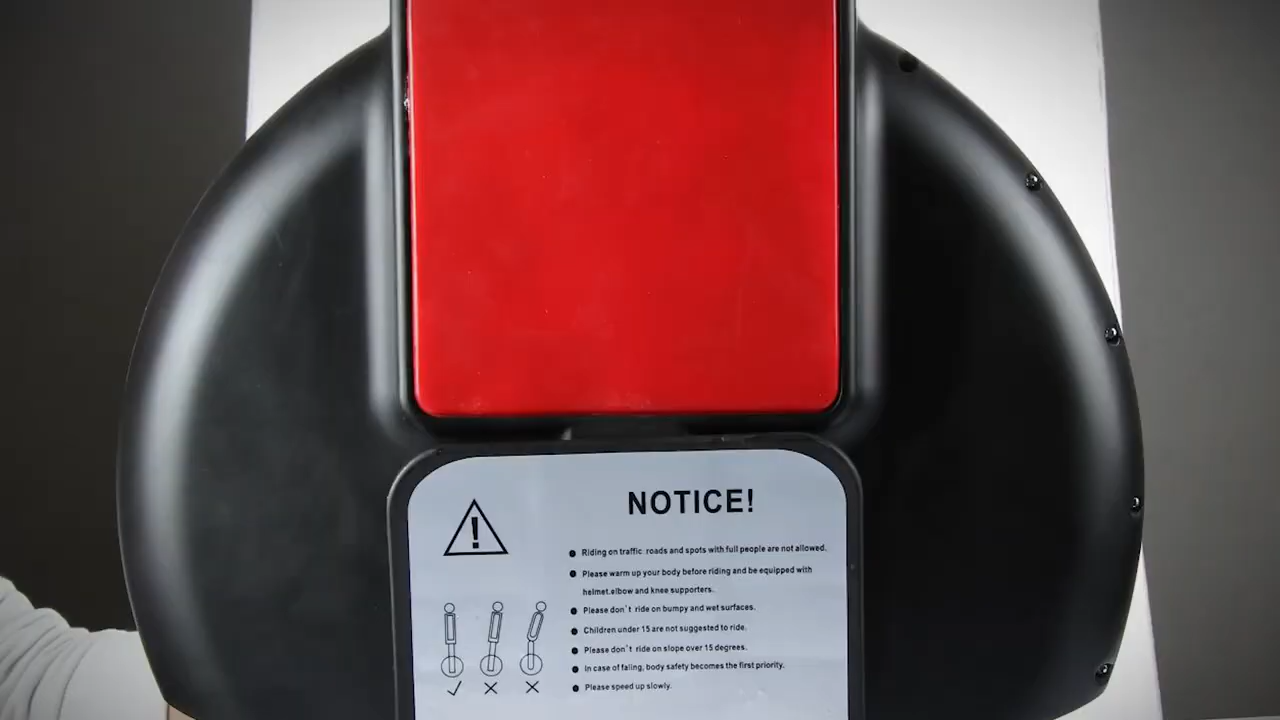 NOTICE!
● Riding on traffic roads and spots with full people are not allowed.
● Please warm up your body before riding and be equipped with
helmet.elbow and knee supporters.
● Please don't ride on bumpy and wet surfaces.
● Children under 15 are not suggested to ride.
● Please don't ride on slope over 15 degrees.
● In case of faling, body safety becomes the first priority.
● Please speed up slowly.